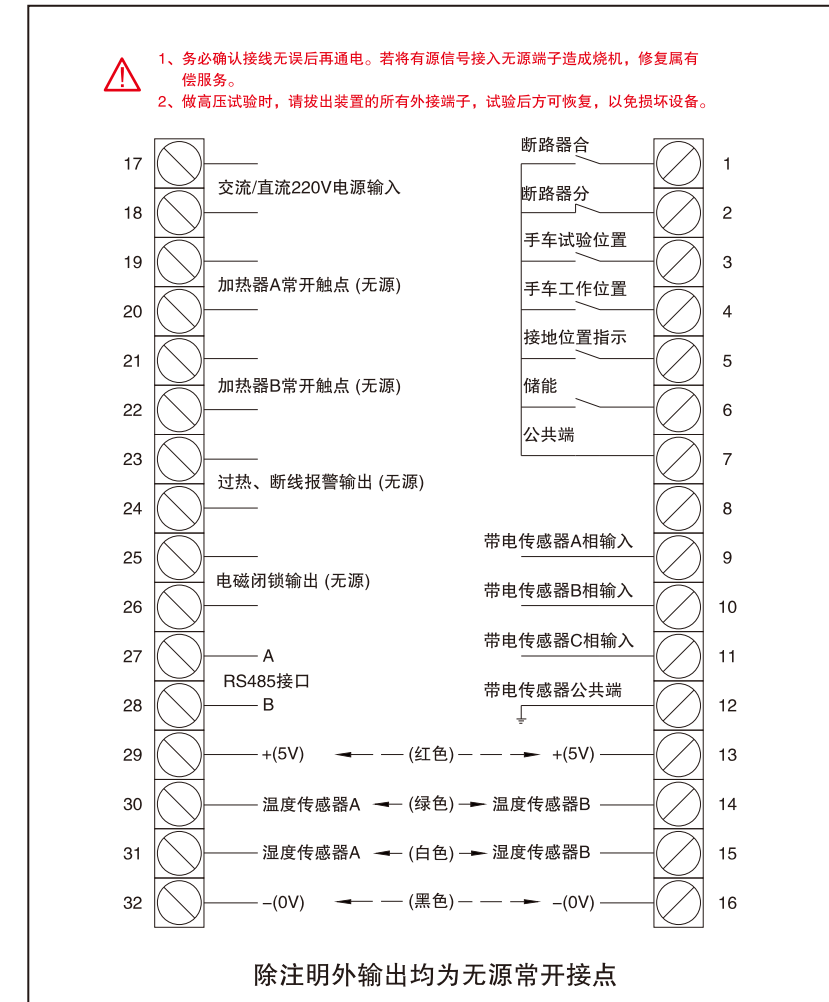 1、务必确认接线无误后再通电。若将有源信号接入无源端子造成烧机，修复属有
偿服务。
2、做高压试验时，请拔出装置的所有外接端子，试验后方可恢复，以免损坏设备。
17
交流/直流220V电源输入
18
19
加热器A常开触点 (无源)
20
21
加热器B常开触点 (无源)
22
23
过热、断线报警输出 (无源)
24
25
电磁闭锁输出 (无源)
26
27 A
RS485接口
28 B
29 +(5V)
30 温度传感器A
31 湿度传感器A
32 –(0V)
(红色)
(绿色)
(白色)
(黑色)
断路器合
1
断路器分
2
手车试验位置
3
手车工作位置
4
接地位置指示
5
储能
6
公共端
7
8
带电传感器A相输入
9
带电传感器B相输入
10
带电传感器C相输入
11
带电传感器公共端
12
+(5V) 13
温度传感器B 14
湿度传感器B 15
–(0V) 16
除注明外输出均为无源常开接点